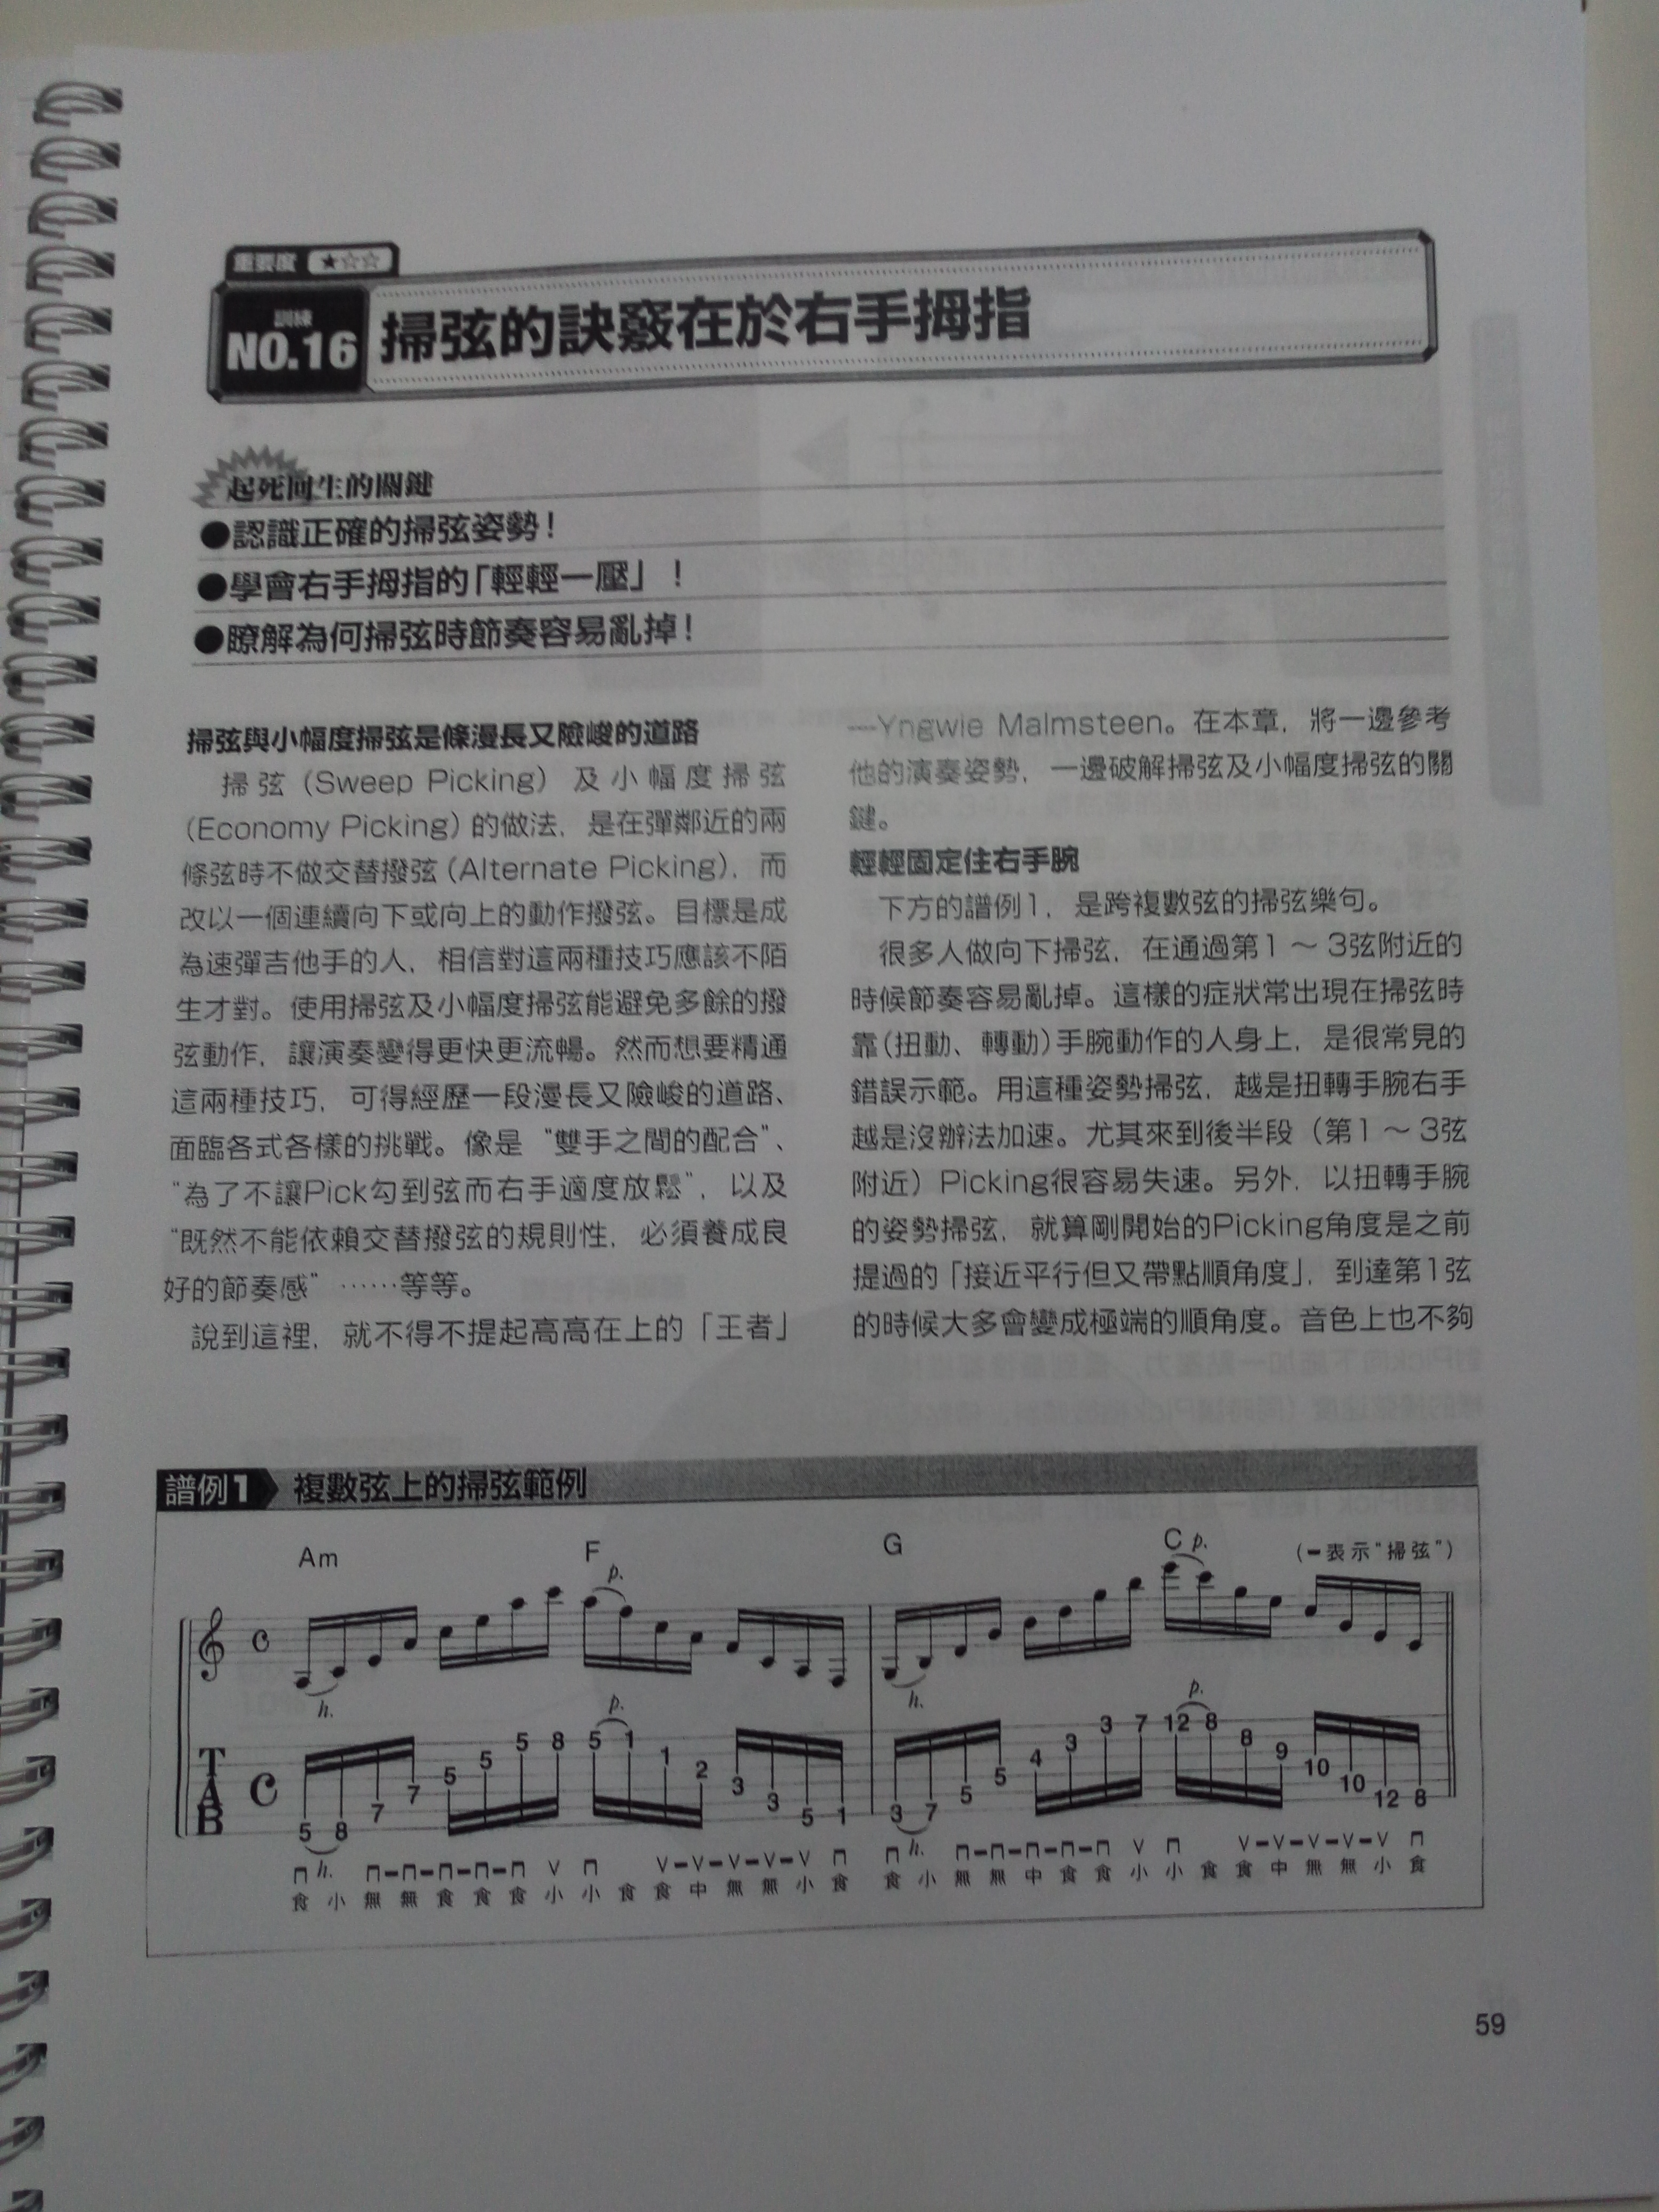 重要度 ★☆☆
訓練
NO.16 掃弦的訣竅在於右手拇指
起死回生的關鍵
●認識正確的掃弦姿勢！
●學會右手拇指的「輕輕一壓」！
●瞭解為何掃弦時節奏容易亂掉！
掃弦與小幅度掃弦是條漫長又險峻的道路
掃弦（Sweep Picking）及小幅度掃弦
（Economy Picking）的做法，是在彈鄰近的兩
條弦時不做交替撥弦（Alternate Picking），而
改以一個連續向下或向上的動作撥弦。目標是成
為速彈吉他手的人，相信對這兩種技巧應該不陌
生才對。使用掃弦及小幅度掃弦能避免多餘的撥
弦動作，讓演奏變得更快更流暢。然而想要精通
這兩種技巧，可得經歷一段漫長又險峻的道路、
面臨各式各樣的挑戰。像是“雙手之間的配合”、
“為了不讓Pick勾到弦而右手適度放鬆”，以及
“既然不能依賴交替撥弦的規則性，必須養成良
好的節奏感”……等等。
說到這裡，就不得不提起高高在上的「王者」
—Yngwie Malmsteen。在本章，將一邊參考
他的演奏姿勢，一邊破解掃弦及小幅度掃弦的關
鍵。
輕輕固定住右手腕
下方的譜例1，是跨複數弦的掃弦樂句。
很多人做向下掃弦，在通過第1～3弦附近的
時候節奏容易亂掉。這樣的症狀常出現在掃弦時
靠（扭動、轉動）手腕動作的人身上，是很常見的
錯誤示範。用這種姿勢掃弦，越是扭轉手腕右手
越是沒辦法加速。尤其來到後半段（第1～3弦
附近）Picking很容易失速。另外，以扭轉手腕
的姿勢掃弦，就算剛開始的Picking角度是之前
提過的「接近平行但又帶點順角度」，到達第1弦
的時候大多會變成極端的順角度。音色上也不夠
譜例1 複數弦上的掃弦範例
Am F G C (━表示“掃弦”)
p. p.
h. h.
p. p.
TAB C 5 8 7 7 5 5 5 8 5 1 1 2 3 3 5 1 3 7 5 5 4 3 3 7 12 8 8 9 10 10 12 8
h. V V-V-V-V-V h. V V-V-V-V-V
食 小 無 無 食 食 食 小 小 食 食 中 無 無 小 食 食 小 無 無 中 食 食 小 小 食 食 中 無 無 小 食
59